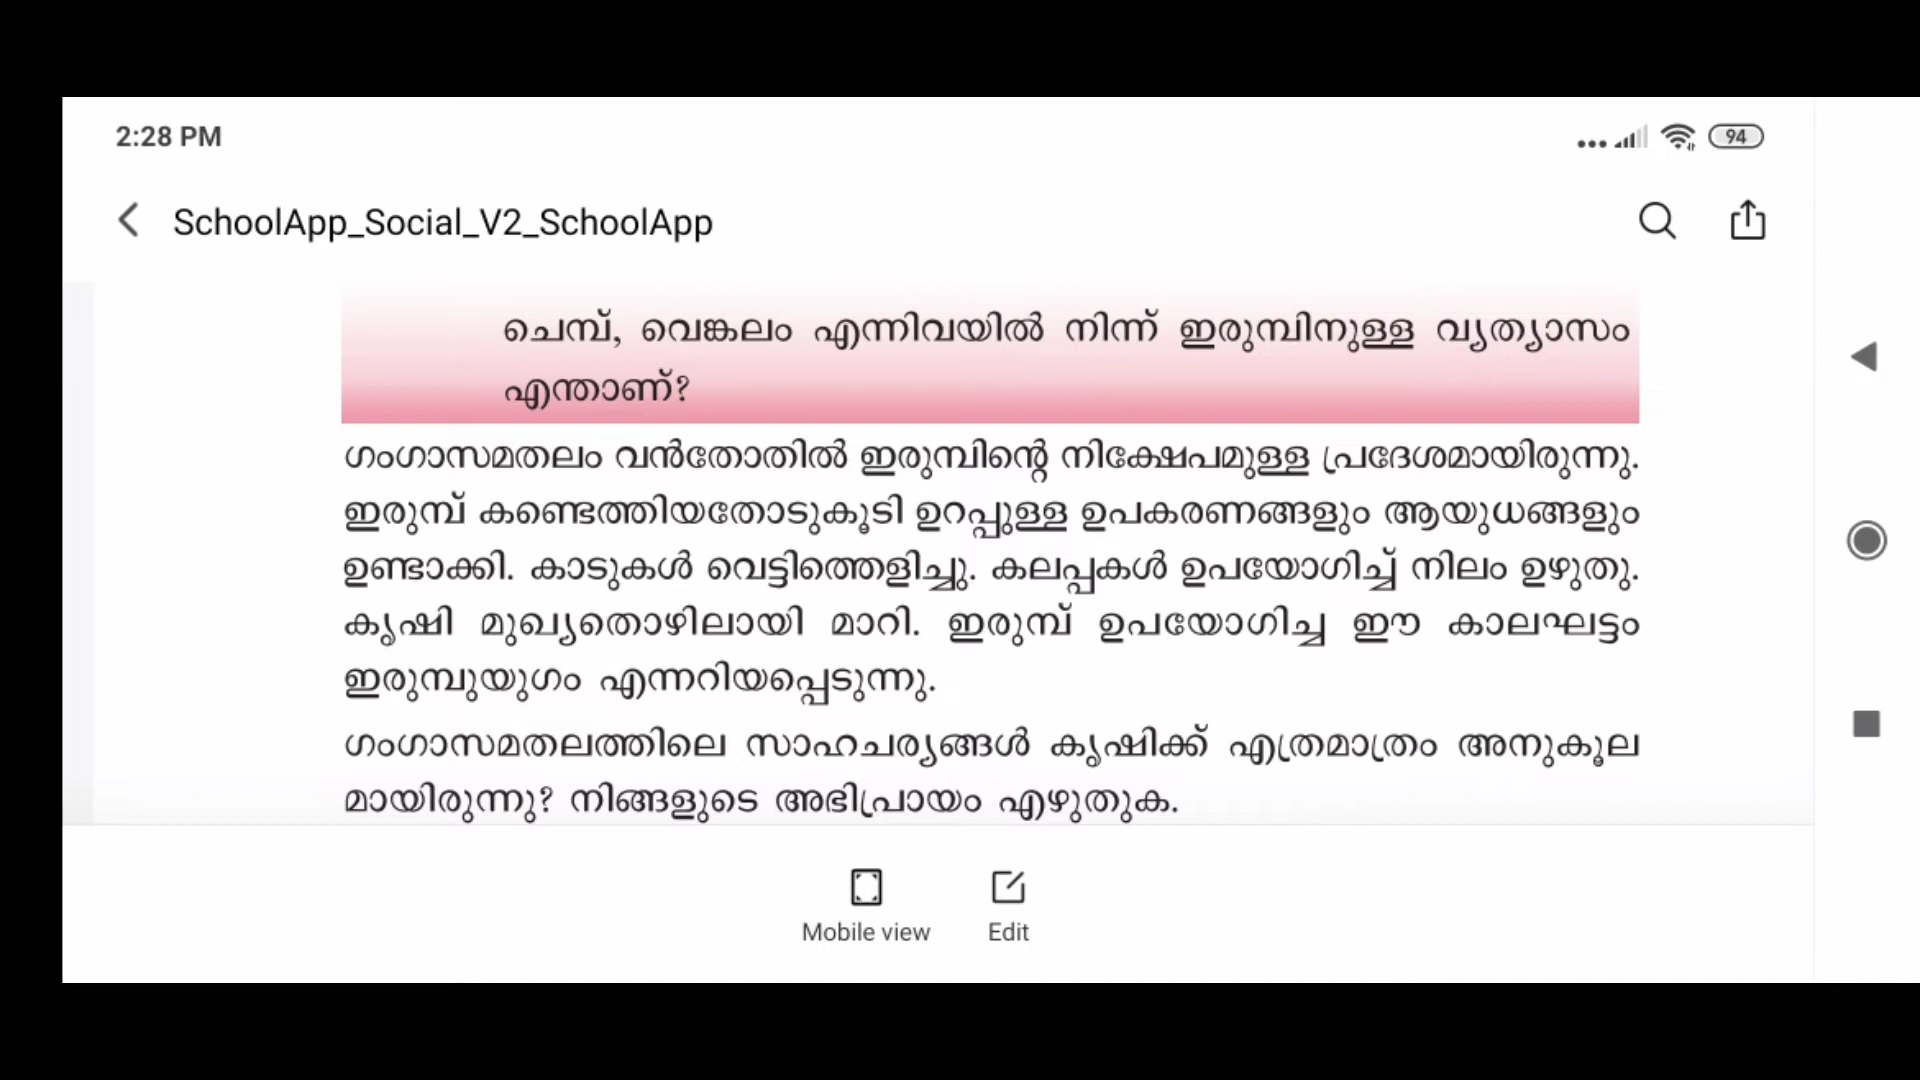 2:28 PM
94
SchoolApp_Social_V2_SchoolApp
ചെമ്പ്, വെങ്കലം എന്നിവയിൽ നിന്ന് ഇരുമ്പിനുള്ള വ്യത്യാസം
എന്താണ്?
ഗംഗാസമതലം വൻതോതിൽ ഇരുമ്പിന്റെ നിക്ഷേപമുള്ള പ്രദേശമായിരുന്നു.
ഇരുമ്പ് കണ്ടെത്തിയതോടുകൂടി ഉറപ്പുള്ള ഉപകരണങ്ങളും ആയുധങ്ങളും
ഉണ്ടാക്കി. കാടുകൾ വെട്ടിത്തെളിച്ചു. കലപ്പകൾ ഉപയോഗിച്ച് നിലം ഉഴുതു.
കൃഷി മുഖ്യതൊഴിലായി മാറി. ഇരുമ്പ് ഉപയോഗിച്ച ഈ കാലഘട്ടം
ഇരുമ്പുയുഗം എന്നറിയപ്പെടുന്നു.
ഗംഗാസമതലത്തിലെ സാഹചര്യങ്ങൾ കൃഷിക്ക് എത്രമാത്രം അനുകൂല
മായിരുന്നു? നിങ്ങളുടെ അഭിപ്രായം എഴുതുക.
Mobile view
Edit